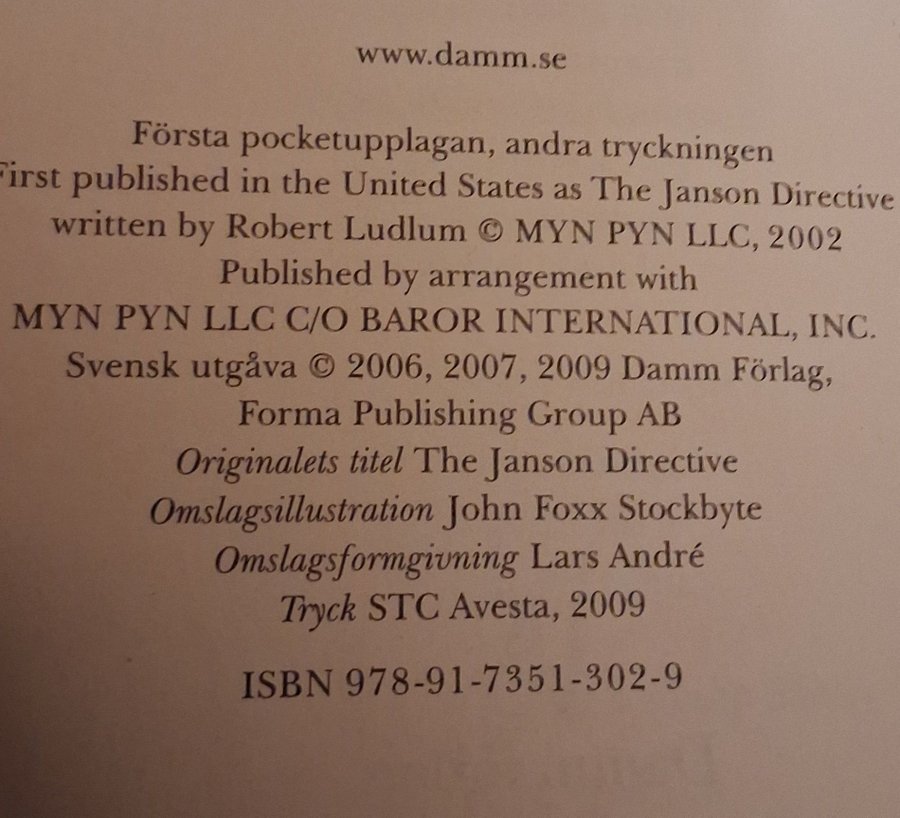 www.damm.se
Första pocketupplagan, andra tryckningen
First published in the United States as The Janson Directive
written by Robert Ludlum © MYN PYN LLC, 2002
Published by arrangement with
MYN PYN LLC C/O BAROR INTERNATIONAL, INC.
Svensk utgåva © 2006, 2007, 2009 Damm Förlag,
Forma Publishing Group AB
Originalets titel The Janson Directive
Omslagsillustration John Foxx Stockbyte
Omslagsformgivning Lars André
Tryck STC Avesta, 2009
ISBN 978-91-7351-302-9